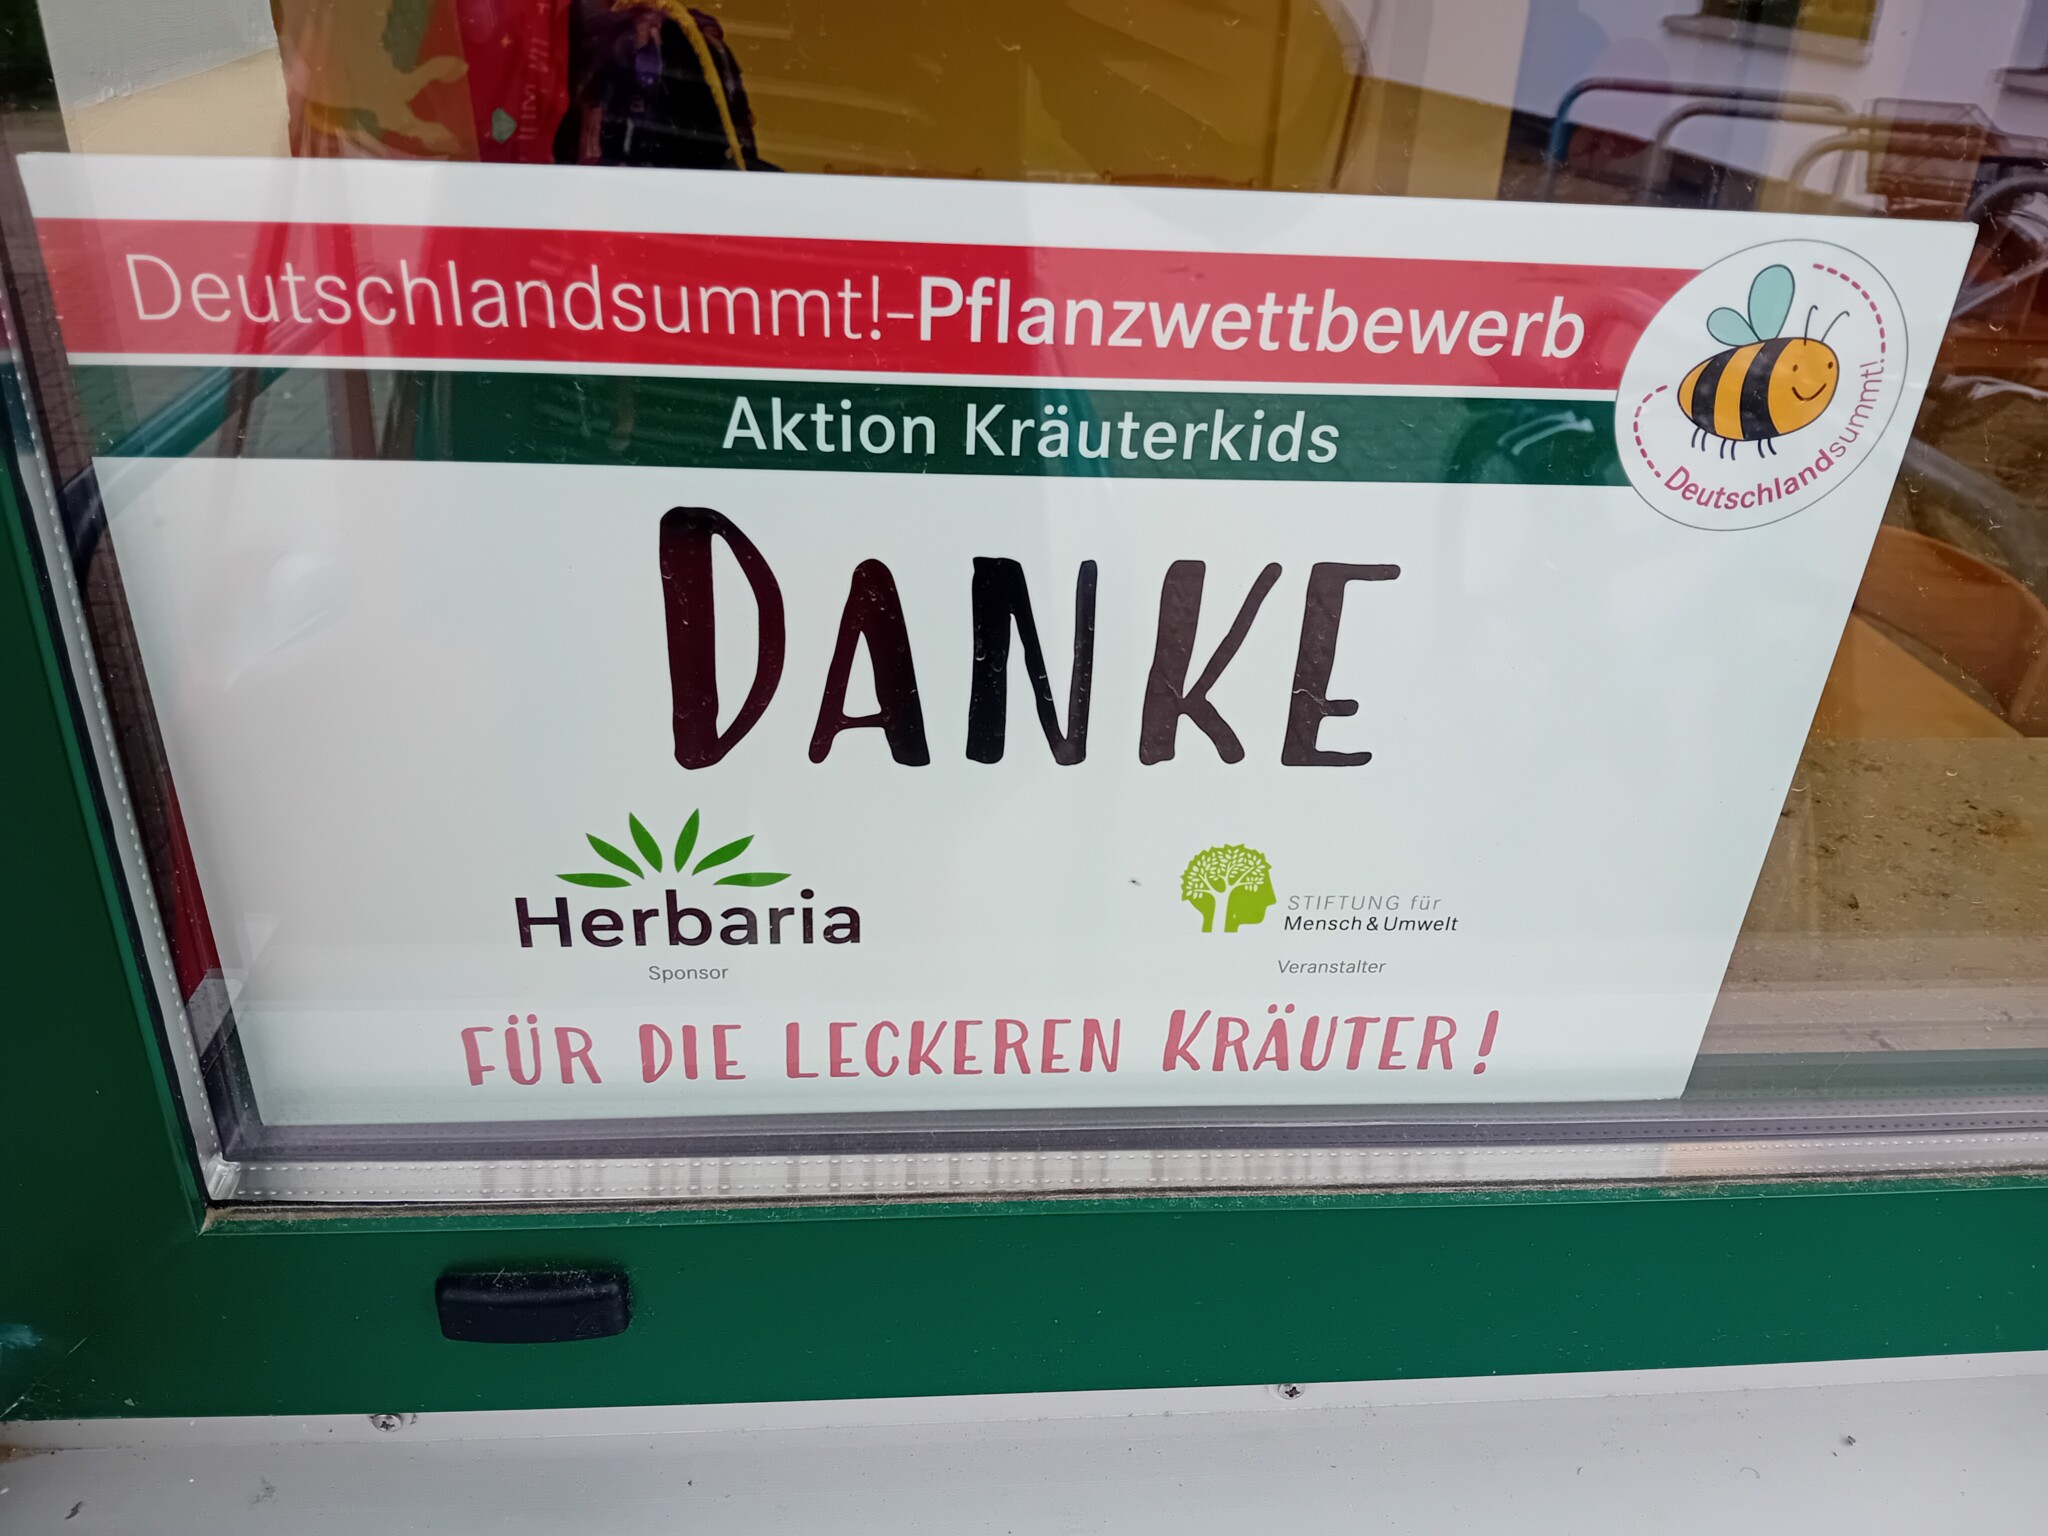 Deutschlandsummt!-Pflanzwettbewerb
Aktion Kräuterkids
Deutschlandsummt!
DANKE
Herbaria
Sponsor
STIFTUNG für
Mensch & Umwelt
Veranstalter
FÜR DIE LECKEREN KRÄUTER!